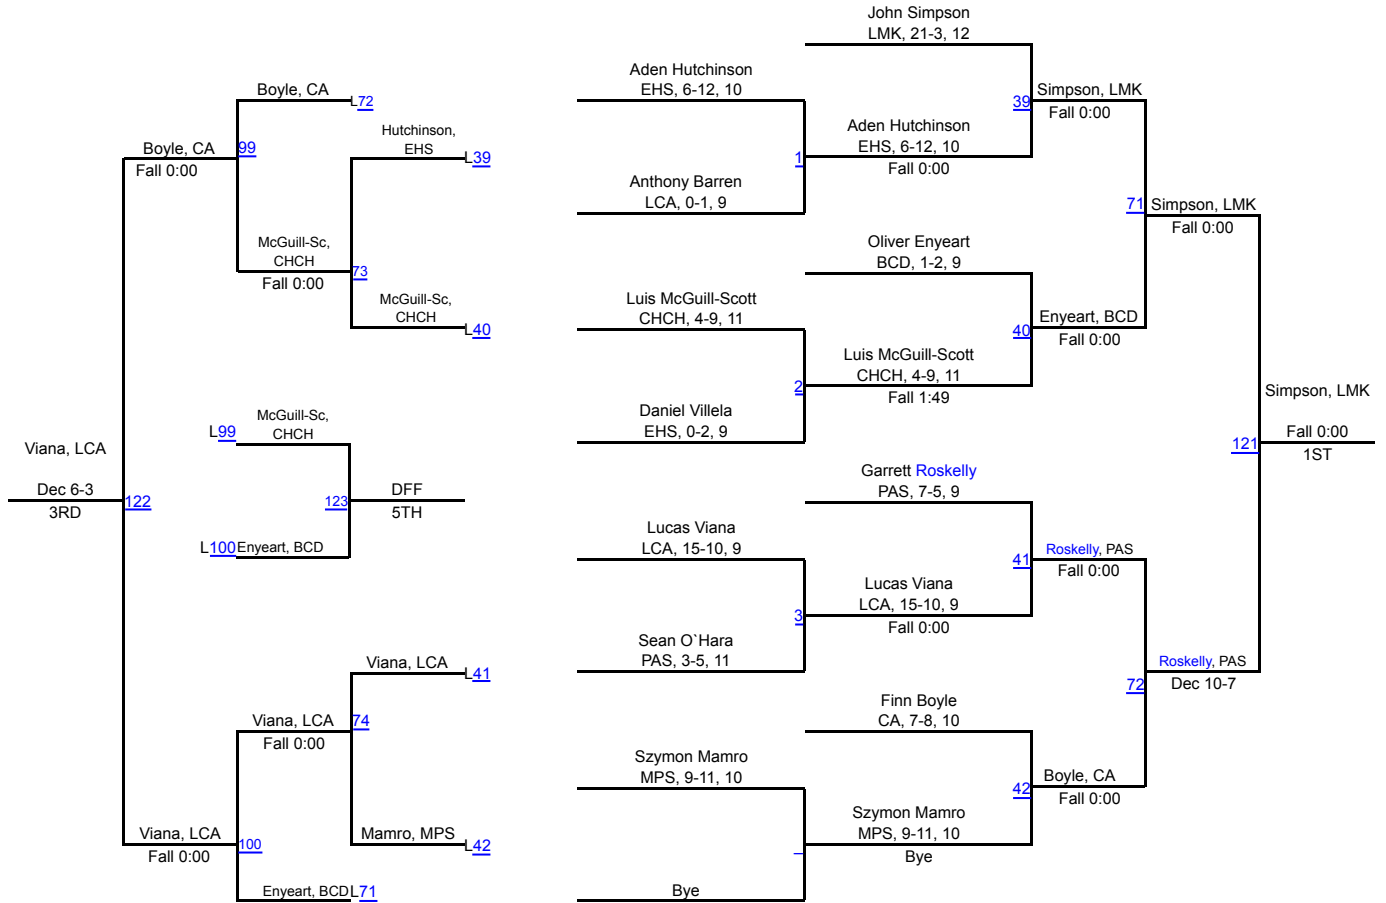 John Simpson
LMK, 21-3, 12
Aden Hutchinson
EHS, 6-12, 10
Boyle, CA
L72
39
Simpson, LMK
Fall 0:00
Hutchinson,
EHS
L39
Aden Hutchinson
EHS, 6-12, 10
Fall 0:00
Boyle, CA
Fall 0:00
99
1
Anthony Barren
LCA, 0-1, 9
71
Simpson, LMK
Fall 0:00
McGuill-Sc,
CHCH
Fall 0:00
73
Oliver Enyeart
BCD, 1-2, 9
McGuill-Sc,
CHCH
L40
Luis McGuill-Scott
CHCH, 4-9, 11
40
Enyeart, BCD
Fall 0:00
Luis McGuill-Scott
CHCH, 4-9, 11
Fall 1:49
2
Simpson, LMK
Fall 0:00
1ST
121
L99
McGuill-Sc,
CHCH
Daniel Villela
EHS, 0-2, 9
Viana, LCA
Dec 6-3
3RD
122
123
DFF
5TH
Garrett Roskelly
PAS, 7-5, 9
L100
Enyeart, BCD
Lucas Viana
LCA, 15-10, 9
41
Roskelly, PAS
Fall 0:00
Lucas Viana
LCA, 15-10, 9
Fall 0:00
3
Viana, LCA
L41
Sean O`Hara
PAS, 3-5, 11
72
Roskelly, PAS
Dec 10-7
Viana, LCA
Fall 0:00
74
Finn Boyle
CA, 7-8, 10
Szymon Mamro
MPS, 9-11, 10
42
Boyle, CA
Fall 0:00
Viana, LCA
Fall 0:00
100
Mamro, MPS
L42
Szymon Mamro
MPS, 9-11, 10
Bye
Enyeart, BCD
L71
Bye